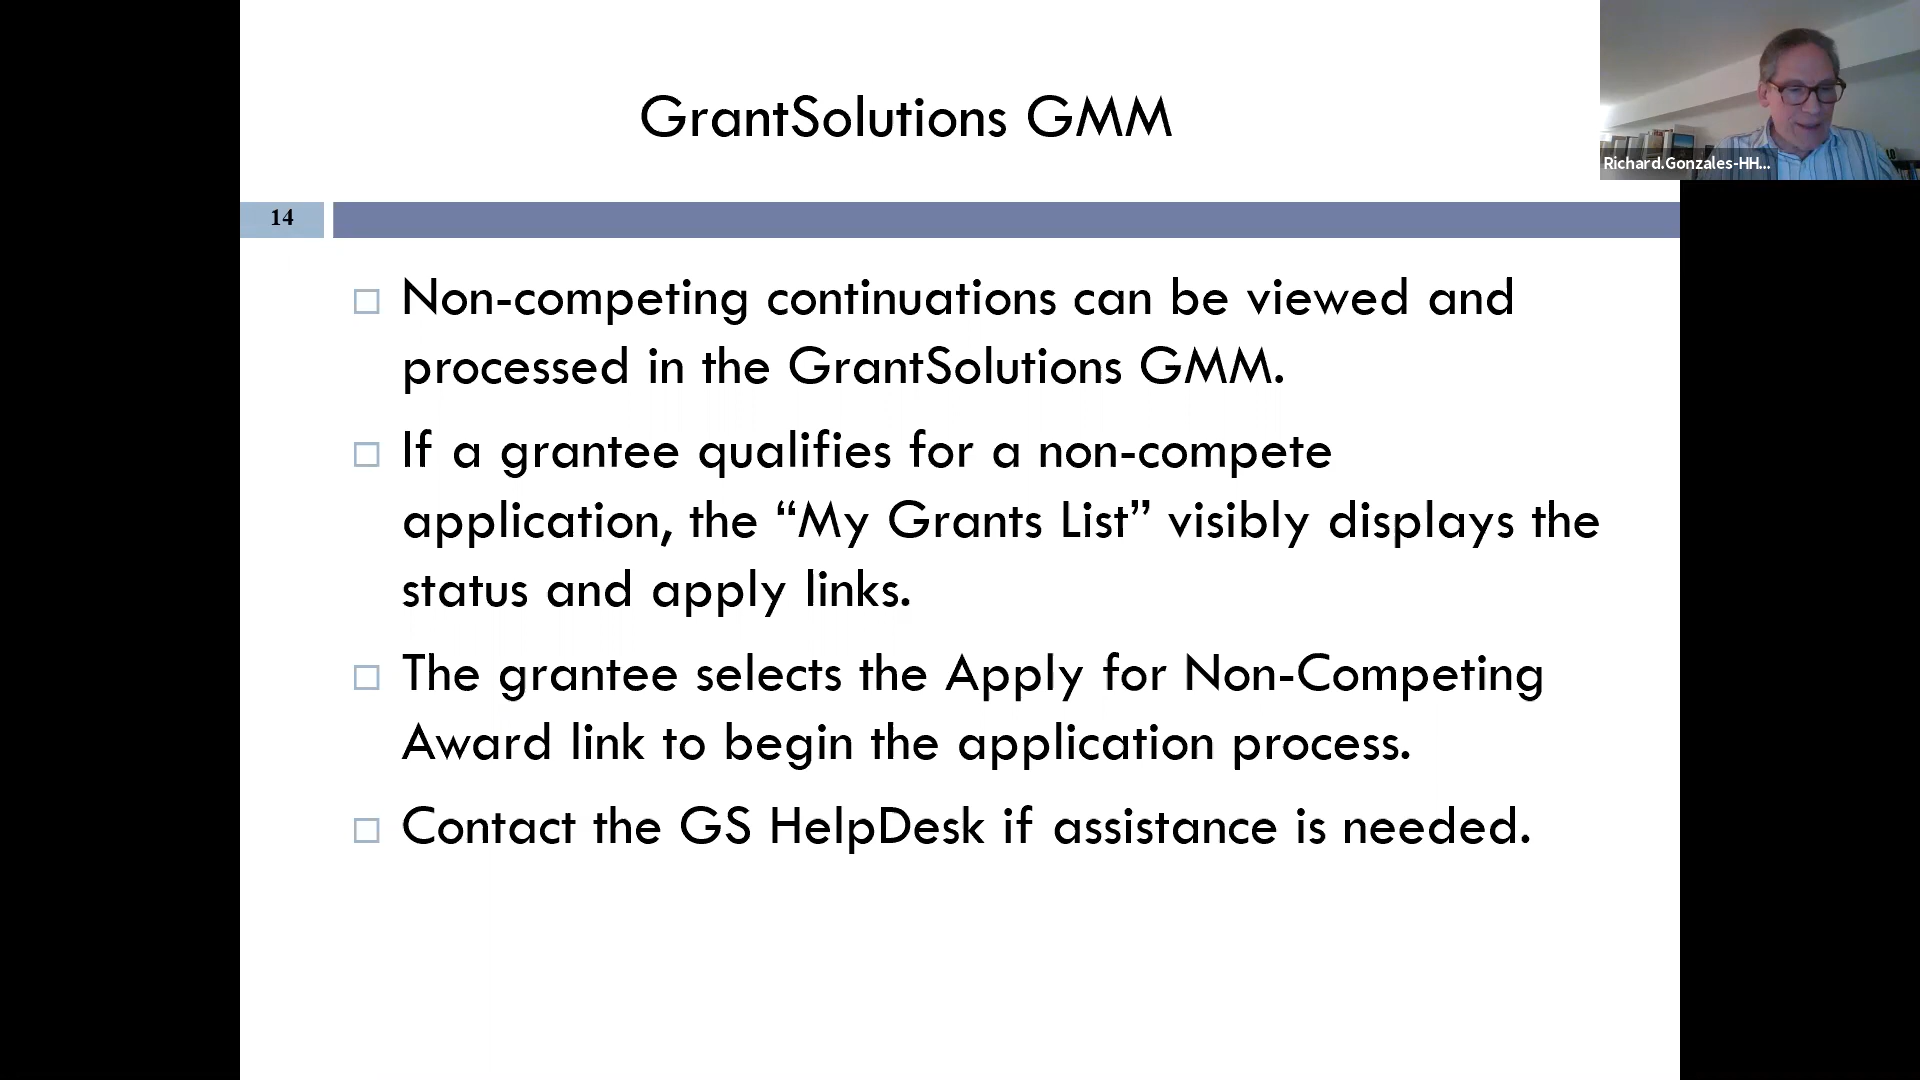 GrantSolutions GMM
Richard.Gonzales-HH...
14
Non-competing continuations can be viewed and
processed in the GrantSolutions GMM.
If a grantee qualifies for a non-compete
application, the “My Grants List” visibly displays the
status and apply links.
The grantee selects the Apply for Non-Competing
Award link to begin the application process.
Contact the GS HelpDesk if assistance is needed.